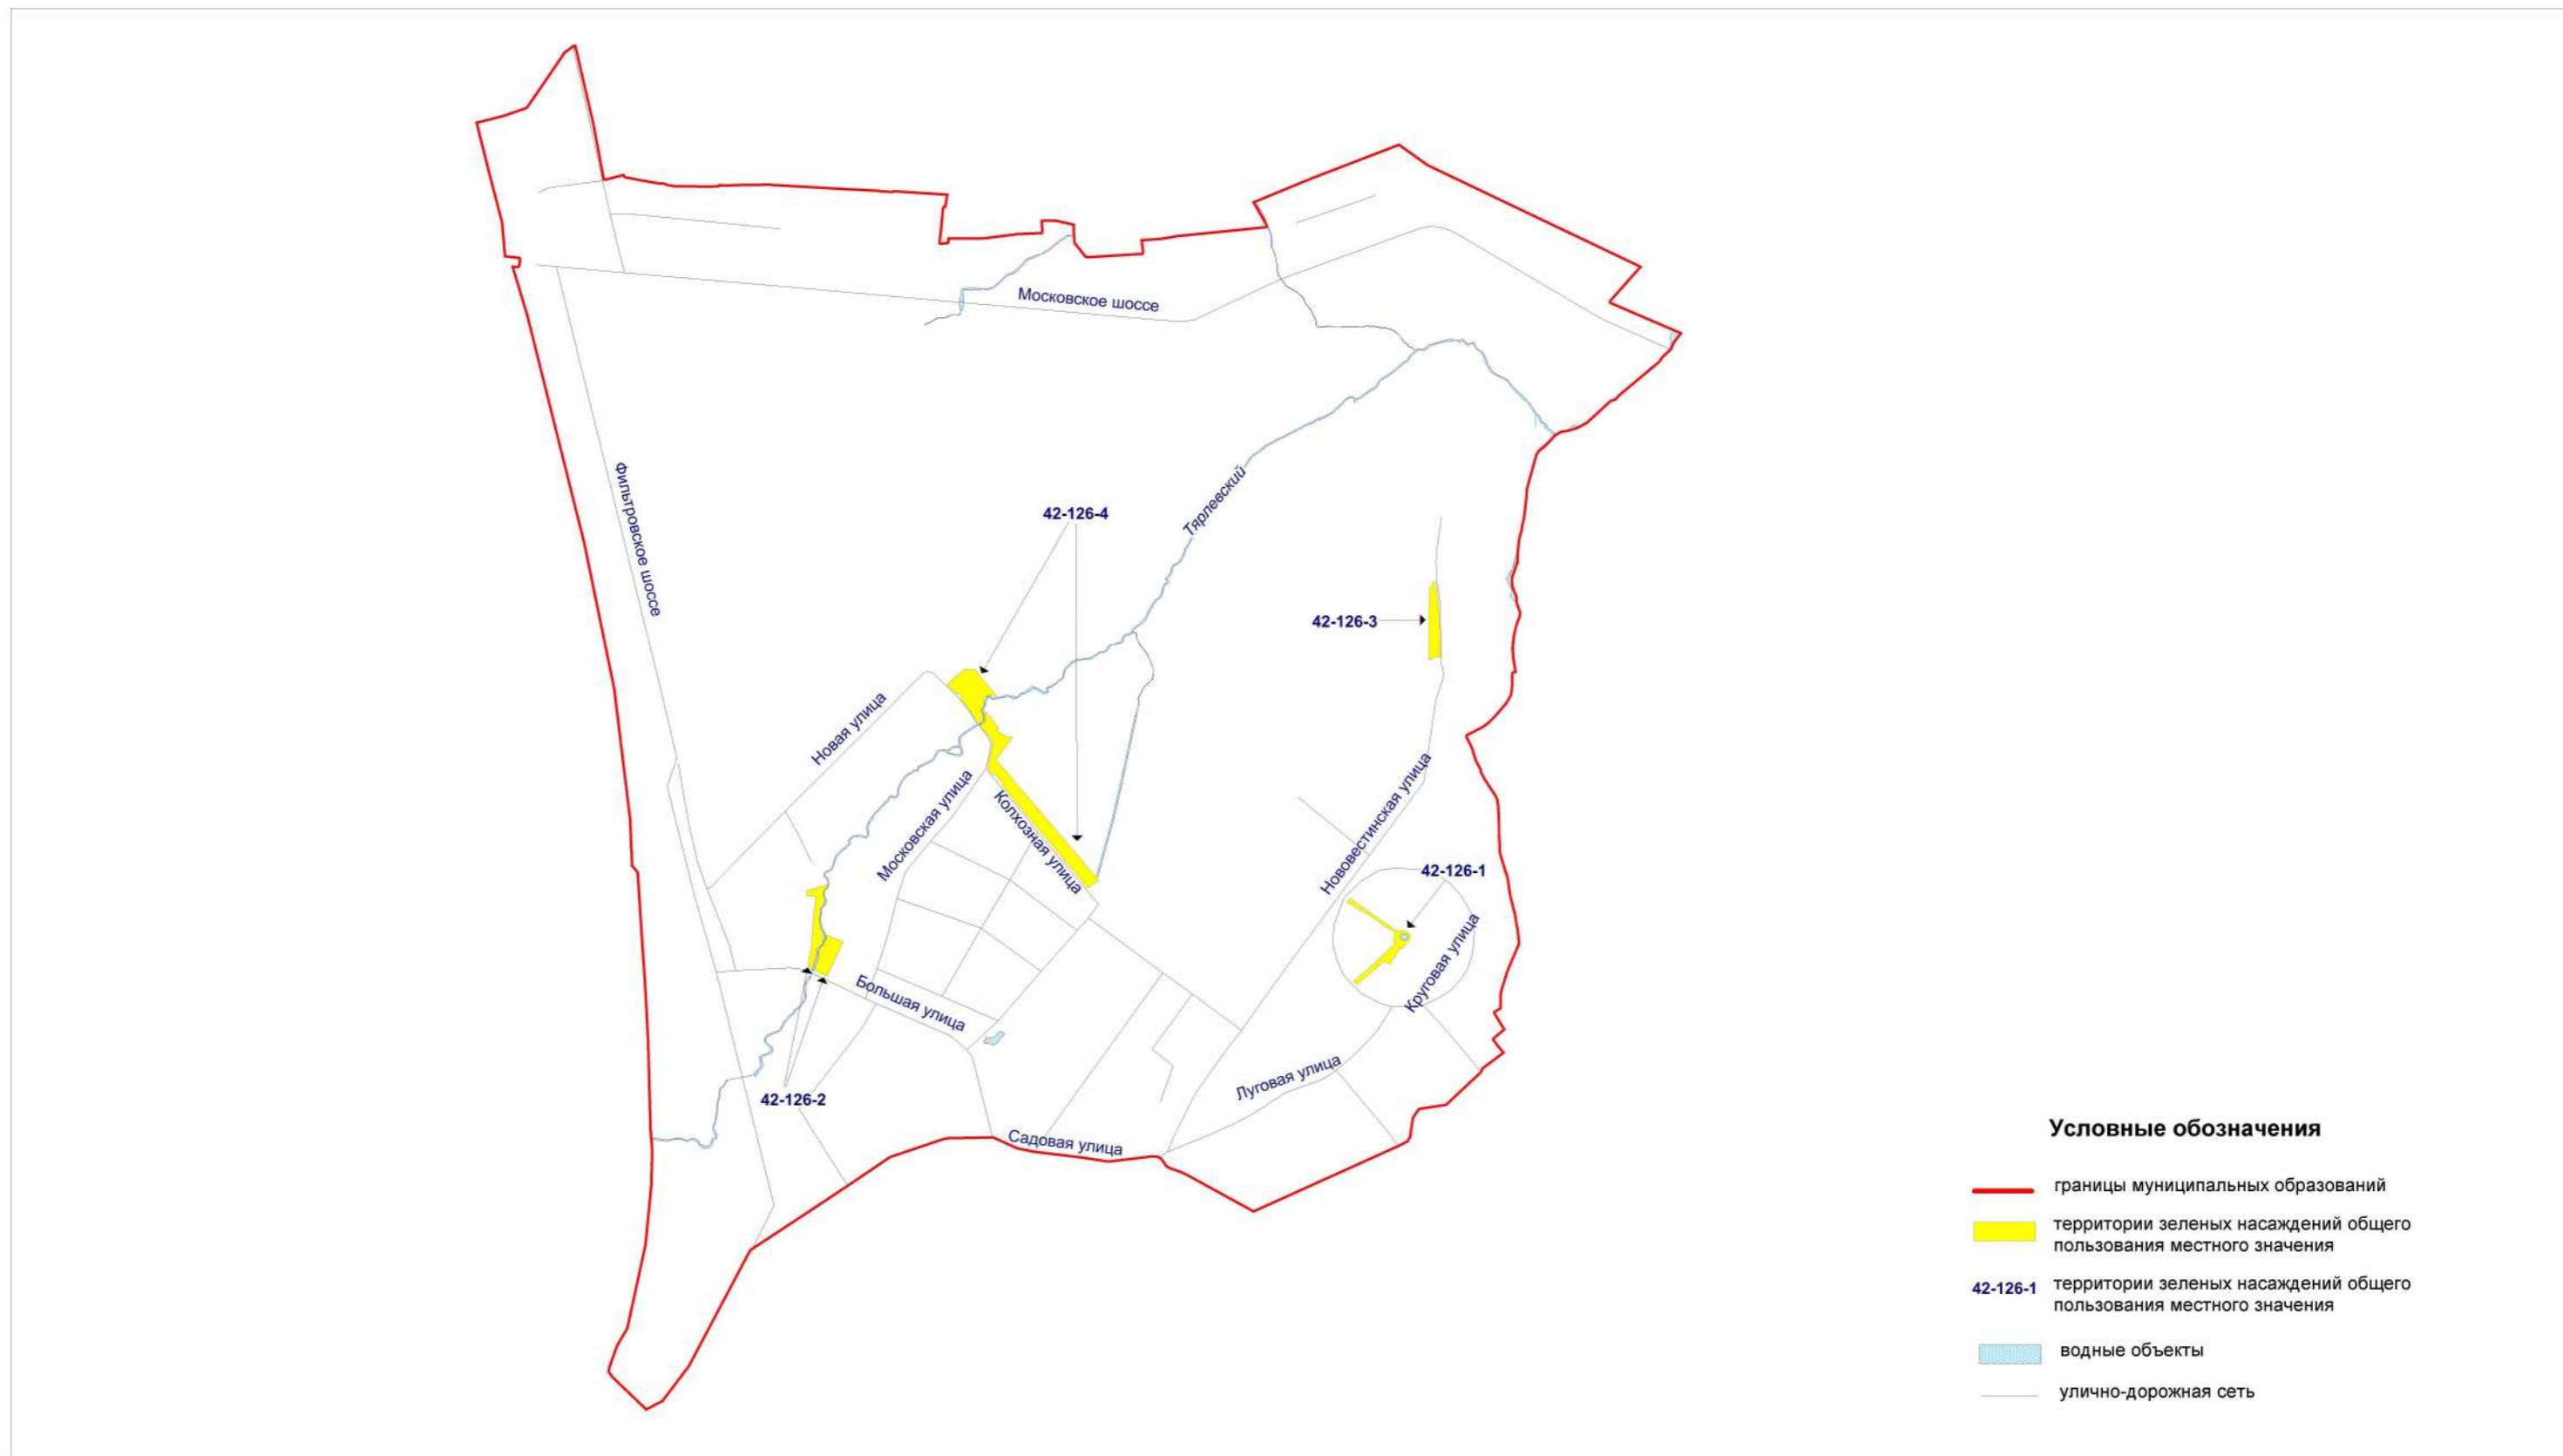 Московское шоссе
Фильтровское шоссе
Тярлевский
42-126-4
42-126-3
Новая улица
Московская улица
Колхозная улица
Нововестинская улица
42-126-1
Круговая улица
Большая улица
Луговая улица
42-126-2
Садовая улица
Условные обозначения
границы муниципальных образований
территории зеленых насаждений общего
пользования местного значения
42-126-1 территории зеленых насаждений общего
пользования местного значения
водные объекты
улично-дорожная сеть